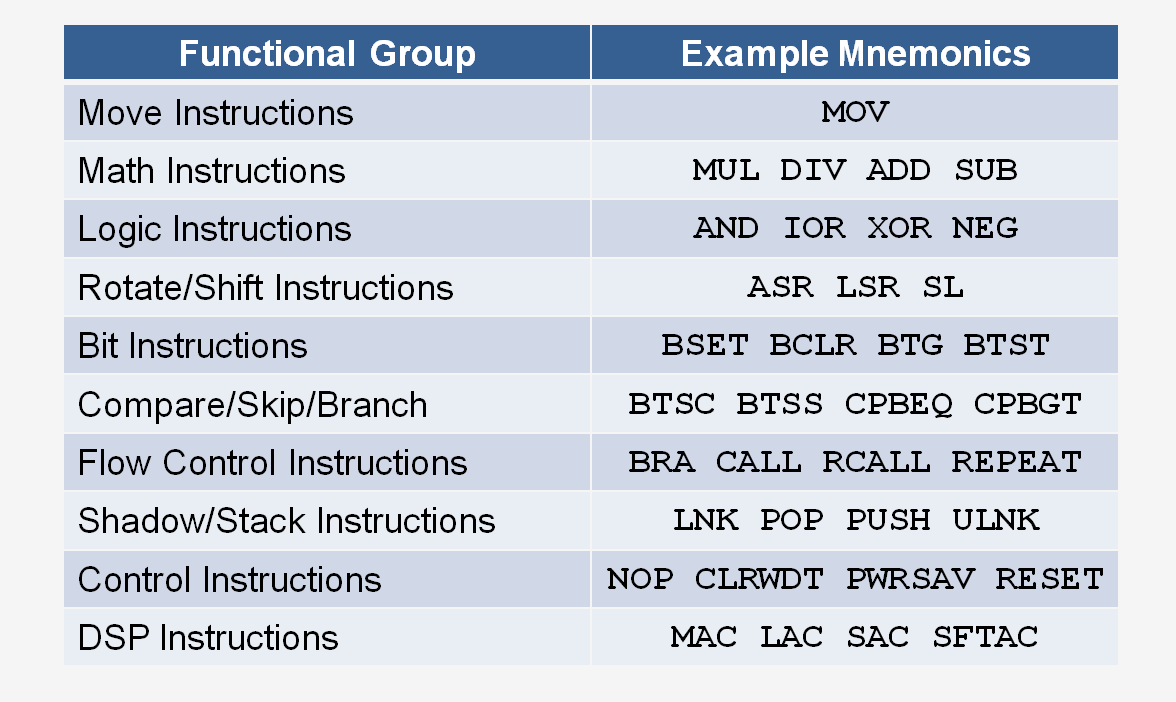 Functional Group Example Mnemonics
Move Instructions MOV
Math Instructions MUL DIV ADD SUB
Logic Instructions AND IOR XOR NEG
Rotate/Shift Instructions ASR LSR SL
Bit Instructions BSET BCLR BTG BTST
Compare/Skip/Branch BTSC BTSS CPBEQ CPBGT
Flow Control Instructions BRA CALL RCALL REPEAT
Shadow/Stack Instructions LNK POP PUSH ULNK
Control Instructions NOP CLRWDT PWRSAV RESET
DSP Instructions MAC LAC SAC SFTAC